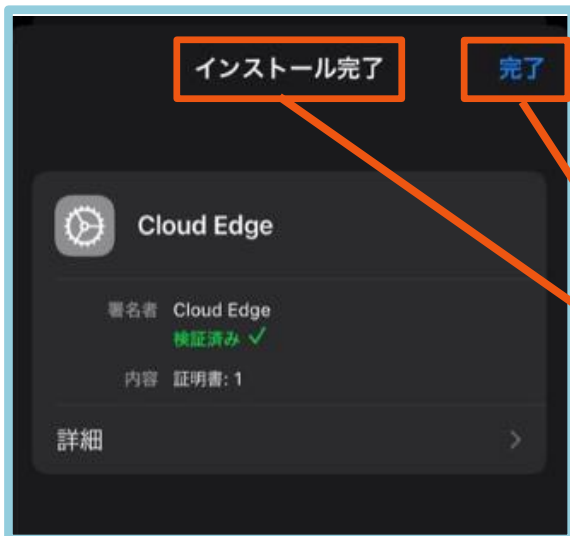 インストール完了
完了
Cloud Edge
署名者 Cloud Edge
検証済み ✓
内容 証明書: 1
詳細